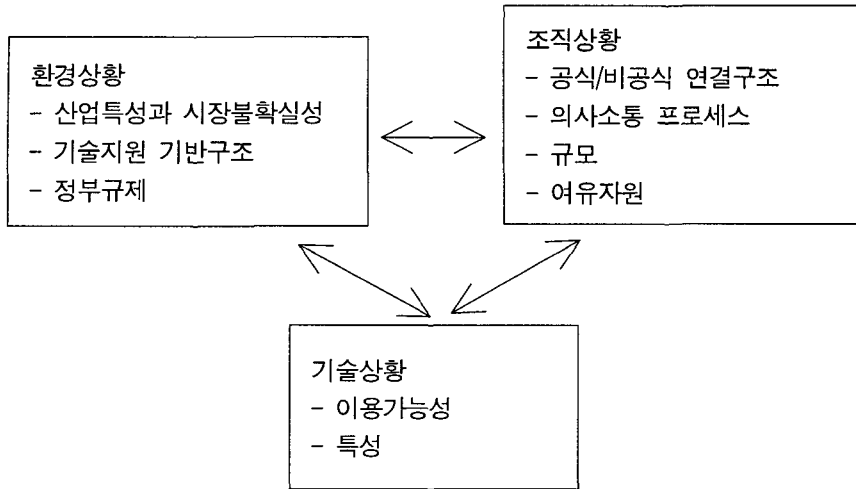 환경상황
- 산업특성과 시장불확실성
- 기술지원 기반구조
- 정부규제
조직상황
- 공식/비공식 연결구조
- 의사소통 프로세스
- 규모
- 여유자원
기술상황
- 이용가능성
- 특성